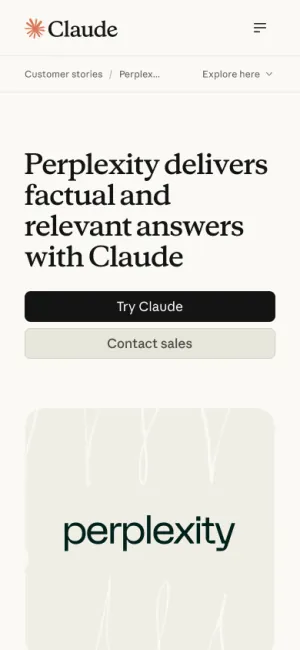 Claude
Customer stories / Perplex... Explore here
Perplexity delivers
factual and
relevant answers
with Claude
Try Claude
Contact sales
perplexity